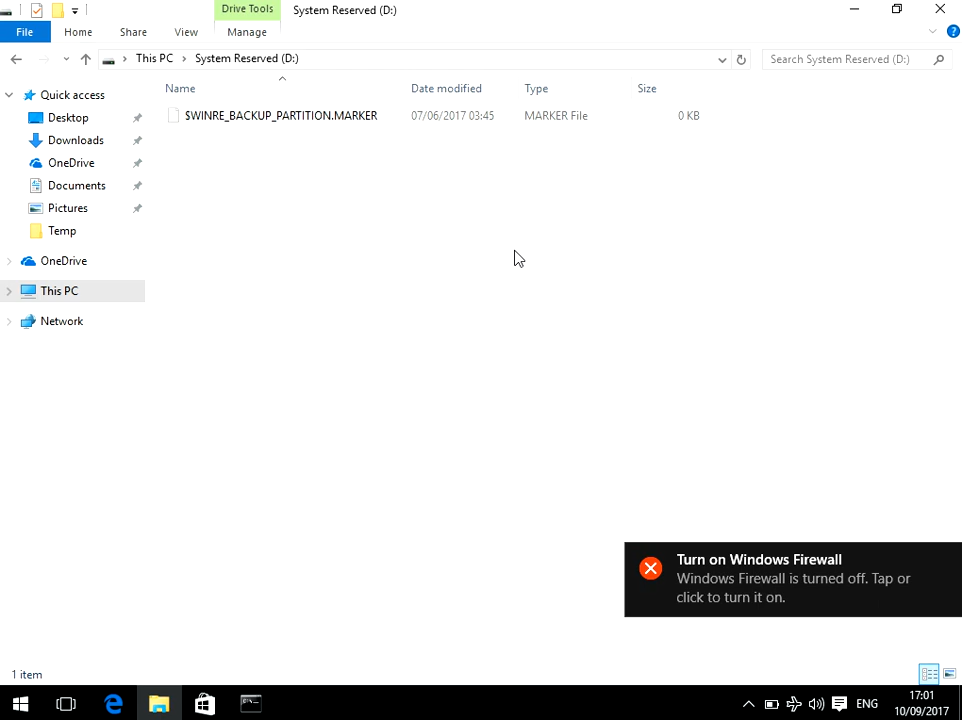 Drive Tools
System Reserved (D:)
File
Home
Share
View
Manage
This PC
System Reserved (D:)
Search System Reserved (D:)
Name
Date modified
Type
Size
Quick access
$WINRE_BACKUP_PARTITION.MARKER
07/06/2017 03:45
MARKER File
0 KB
Desktop
Downloads
OneDrive
Documents
Pictures
Temp
OneDrive
This PC
Network
Turn on Windows Firewall
Windows Firewall is turned off. Tap or
click to turn it on.
1 item
ENG
17:01
10/09/2017